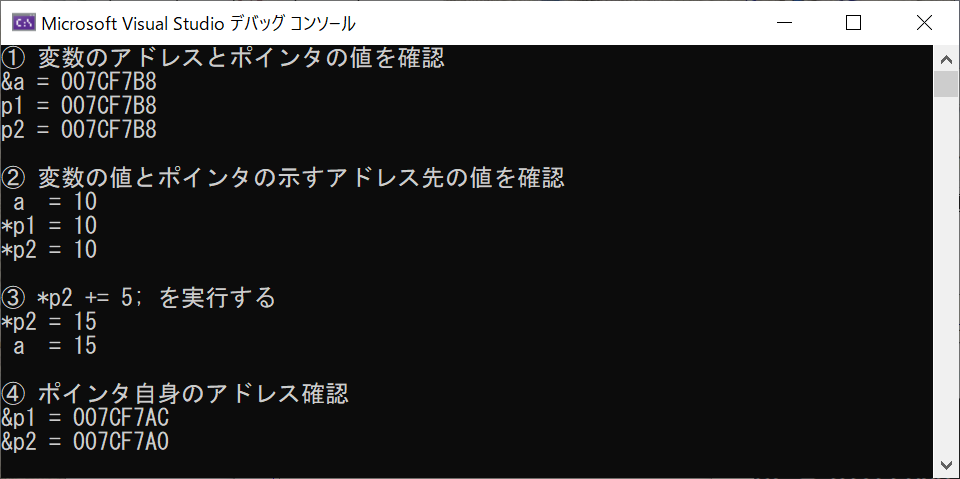 Microsoft Visual Studio デバッグ コンソール
① 変数のアドレスとポインタの値を確認
&a = 007CF7B8
p1 = 007CF7B8
p2 = 007CF7B8
② 変数の値とポインタの示すアドレス先の値を確認
a  = 10
*p1 = 10
*p2 = 10
③ *p2 += 5; を実行する
*p2 = 15
a  = 15
④ ポインタ自身のアドレス確認
&p1 = 007CF7AC
&p2 = 007CF7A0